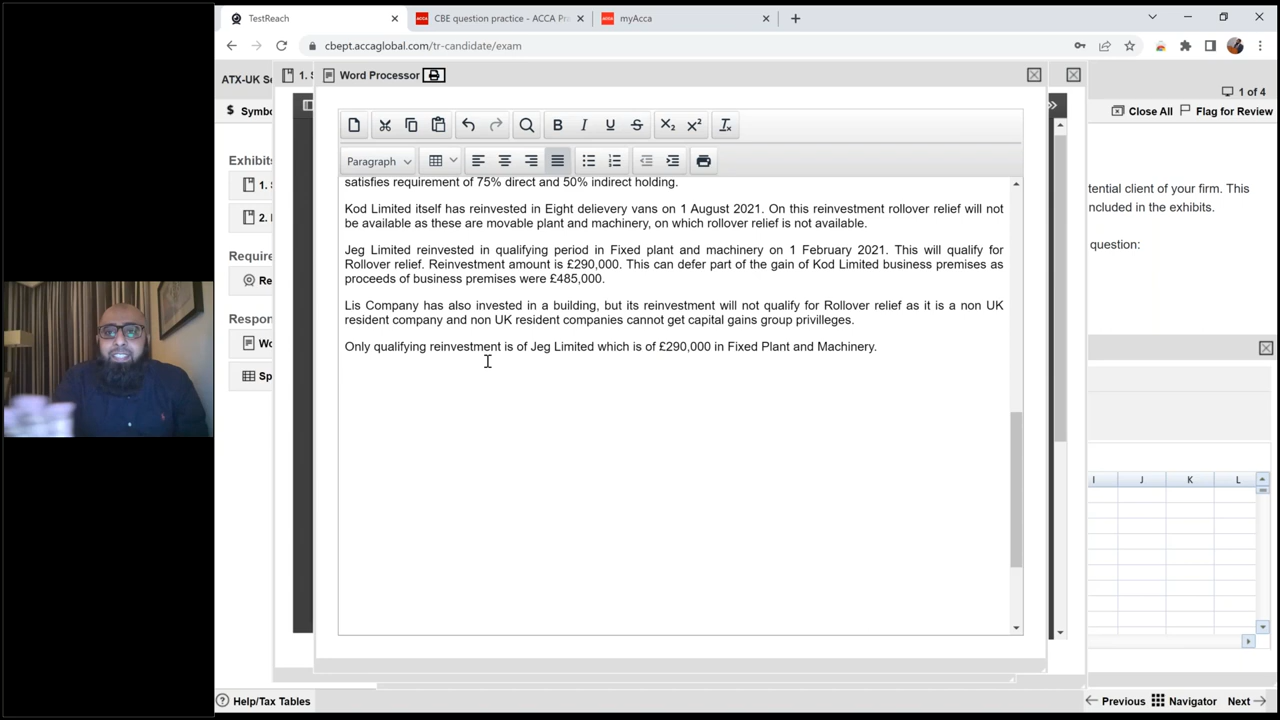 TestReach
CBE question practice - ACCA Pr
myAcca
cbept.accaglobal.com/tr-candidate/exam
ATX-UK Se
1. S
Word Processor
1 of 4
$ Symbo
Close All
Flag for Review
Paragraph
Exhibits
1. S
2. I
Require
Re
Respon
Wo
Sp
satisfies requirement of 75% direct and 50% indirect holding.
Kod Limited itself has reinvested in Eight delievery vans on 1 August 2021. On this reinvestment rollover relief will not
be available as these are movable plant and machinery, on which rollover relief is not available.
Jeg Limited reinvested in qualifying period in Fixed plant and machinery on 1 February 2021. This will qualify for
Rollover relief. Reinvestment amount is £290,000. This can defer part of the gain of Kod Limited business premises as
proceeds of business premises were £485,000.
Lis Company has also invested in a building, but its reinvestment will not qualify for Rollover relief as it is a non UK
resident company and non UK resident companies cannot get capital gains group privilleges.
Only qualifying reinvestment is of Jeg Limited which is of £290,000 in Fixed Plant and Machinery.
tential client of your firm. This
ncluded in the exhibits.
question:
I J K L
Help/Tax Tables
Previous
Navigator
Next